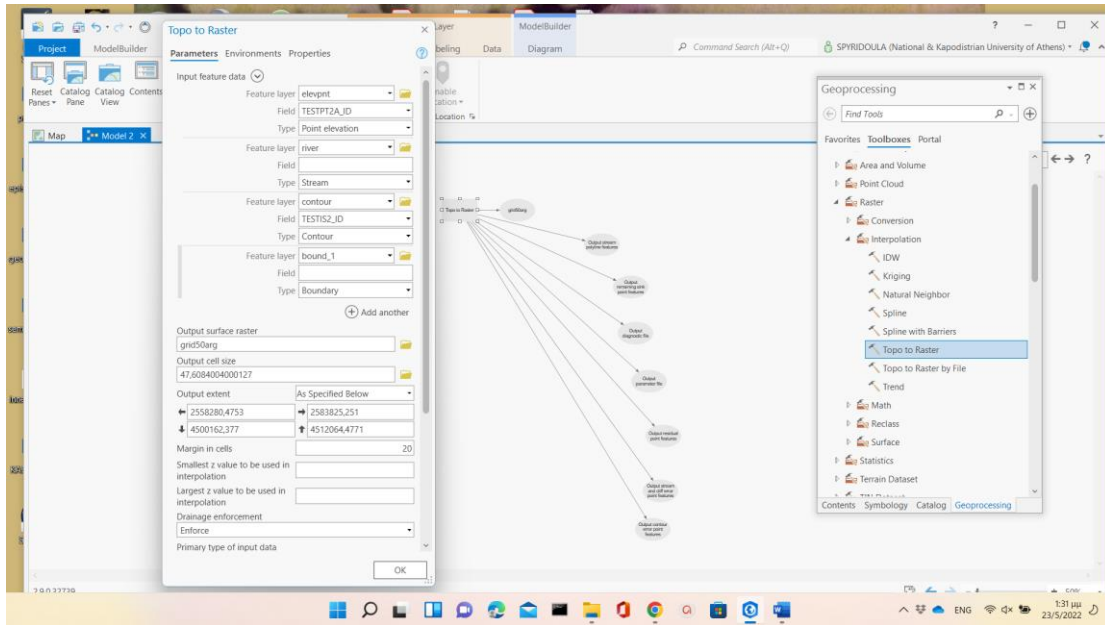 Topo to Raster
Layer
ModelBuilder
Project
ModelBuilder
beling
Data
Diagram
Command Search (Alt+Q)
SPYRIDOULA (National & Kapodistrian University of Athens)
Reset Panes
Catalog Pane
Catalog View
Contents
Location
Map
Model 2
Parameters Environments Properties
Input feature data
Feature layer elevpnt
Field TESTPT2A_ID
Type Point elevation
Feature layer river
Field
Type Stream
Feature layer contour
Field TESTIS2_ID
Type Contour
Feature layer bound_1
Field
Type Boundary
Add another
Output surface raster
grid50arg
Output cell size
47,6084004000127
Output extent As Specified Below
2558280,4753 2583825,251
4500162,377 4512064,4771
Margin in cells 20
Smallest z value to be used in
interpolation
Largest z value to be used in
interpolation
Drainage enforcement
Enforce
Primary type of input data
OK
Topo to Raster
grid50arg
Output stream
polyline features
Output
remaining sink
point features
Output
diagnostic file
Output
parameter file
Output residual
point features
Output stream
and cliff error
point features
Output contour
error point
features
Geoprocessing
Find Tools
Favorites Toolboxes Portal
Area and Volume
Point Cloud
Raster
Conversion
Interpolation
IDW
Kriging
Natural Neighbor
Spline
Spline with Barriers
Topo to Raster
Topo to Raster by File
Trend
Math
Reclass
Surface
Statistics
Terrain Dataset
Contents Symbology Catalog Geoprocessing
ENG
1:31 μμ
23/5/2022